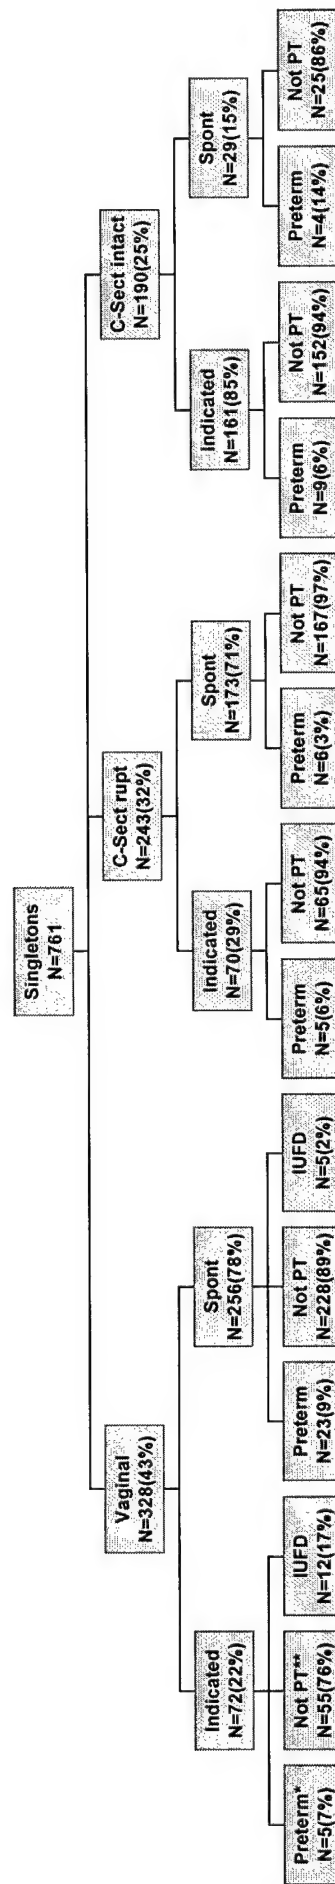 Singletons
N=761
Vaginal
N=328(43%)
C-Sect rupt
N=243(32%)
C-Sect intact
N=190(25%)
Indicated
N=72(22%)
Spont
N=256(78%)
Indicated
N=70(29%)
Spont
N=173(71%)
Indicated
N=161(85%)
Spont
N=29(15%)
Preterm*
N=5(7%)
Not PT**
N=55(76%)
IUFD
N=12(17%)
Preterm
N=23(9%)
Not PT
N=228(89%)
IUFD
N=5(2%)
Preterm
N=5(6%)
Not PT
N=65(94%)
Preterm
N=6(3%)
Not PT
N=167(97%)
Preterm
N=9(6%)
Not PT
N=152(94%)
Preterm
N=4(14%)
Not PT
N=25(86%)